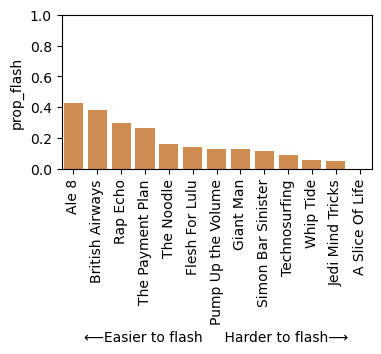 prop_flash
1.0
0.8
0.6
0.4
0.2
0.0
Ale 8
British Airways
Rap Echo
The Payment Plan
The Noodle
Flesh For Lulu
Pump Up the Volume
Giant Man
Simon Bar Sinister
Technosurfing
Whip Tide
Jedi Mind Tricks
A Slice Of Life
⟵Easier to flash Harder to flash⟶